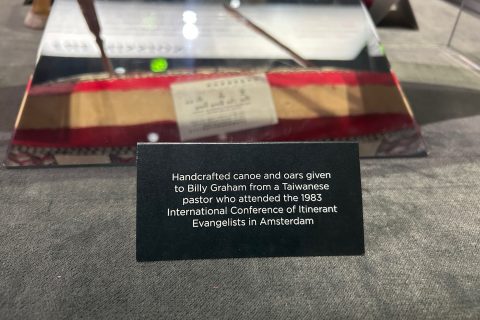 Handcrafted canoe and oars given
to Billy Graham from a Taiwanese
pastor who attended the 1983
International Conference of Itinerant
Evangelists in Amsterdam